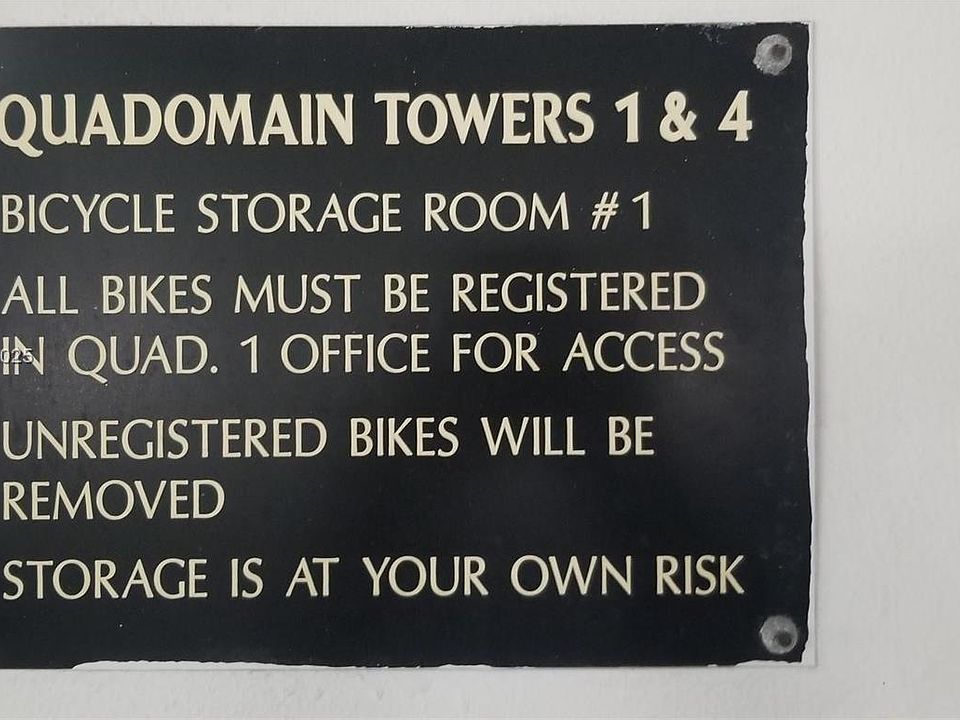 QUADOMAIN TOWERS 1 & 4
BICYCLE STORAGE ROOM # 1
ALL BIKES MUST BE REGISTERED
IN QUAD. 1 OFFICE FOR ACCESS
UNREGISTERED BIKES WILL BE
REMOVED
STORAGE IS AT YOUR OWN RISK